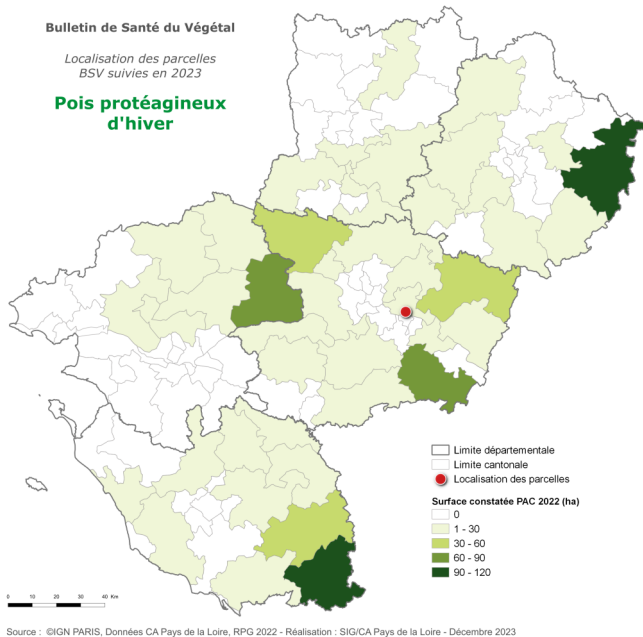 Bulletin de Santé du Végétal
Localisation des parcelles
BSV suivies en 2023
Pois protéagineux
d'hiver
Limite départementale
Limite cantonale
Localisation des parcelles
Surface constatée PAC 2022 (ha)
0
1 - 30
30 - 60
60 - 90
90 - 120
0 10 20 30 40 Km
Source : ©IGN PARIS, Données CA Pays de la Loire, RPG 2022 - Réalisation : SIG/CA Pays de la Loire - Décembre 2023